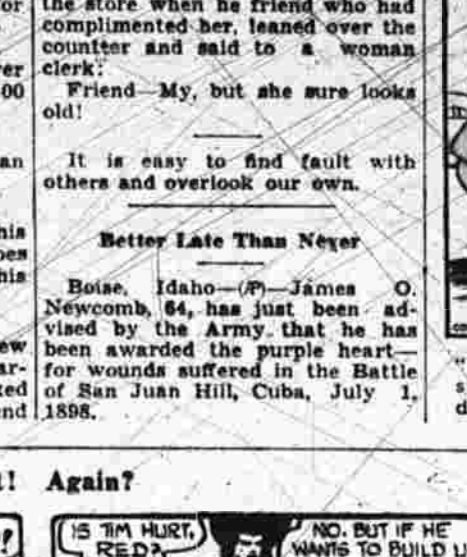 the store when he friend who had
complimented her, leaned over the
counter and said to a woman
clerk:
Friend—My, but she sure looks
old!
It is easy to find fault with
others and overlook our own.
Better Late Than Never
Boise, Idaho—(AP)—James O.
Newcomb, 64, has just been ad-
vised by the Army that he has
been awarded the purple heart—
for wounds suffered in the Battle
of San Juan Hill, Cuba, July 1,
1898.
Again?
IS TIM HURT,
RED?
NO. BUT IF HE
WANTS TO BUILD